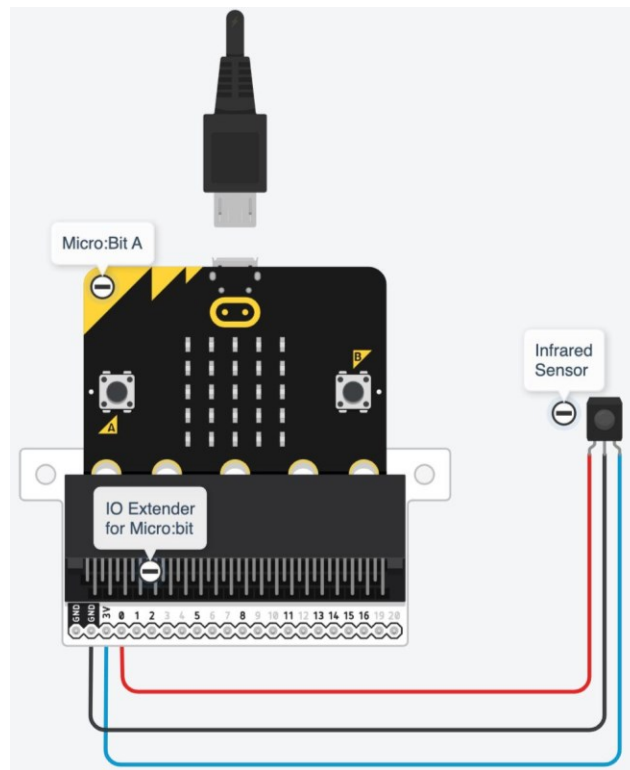 Micro:Bit A
B
Infrared
Sensor
A
IO Extender
for Micro:bit
GND GND 3V 0 1 2 3 4 5 6 7 8 9 10 11 12 13 14 15 16 19 20